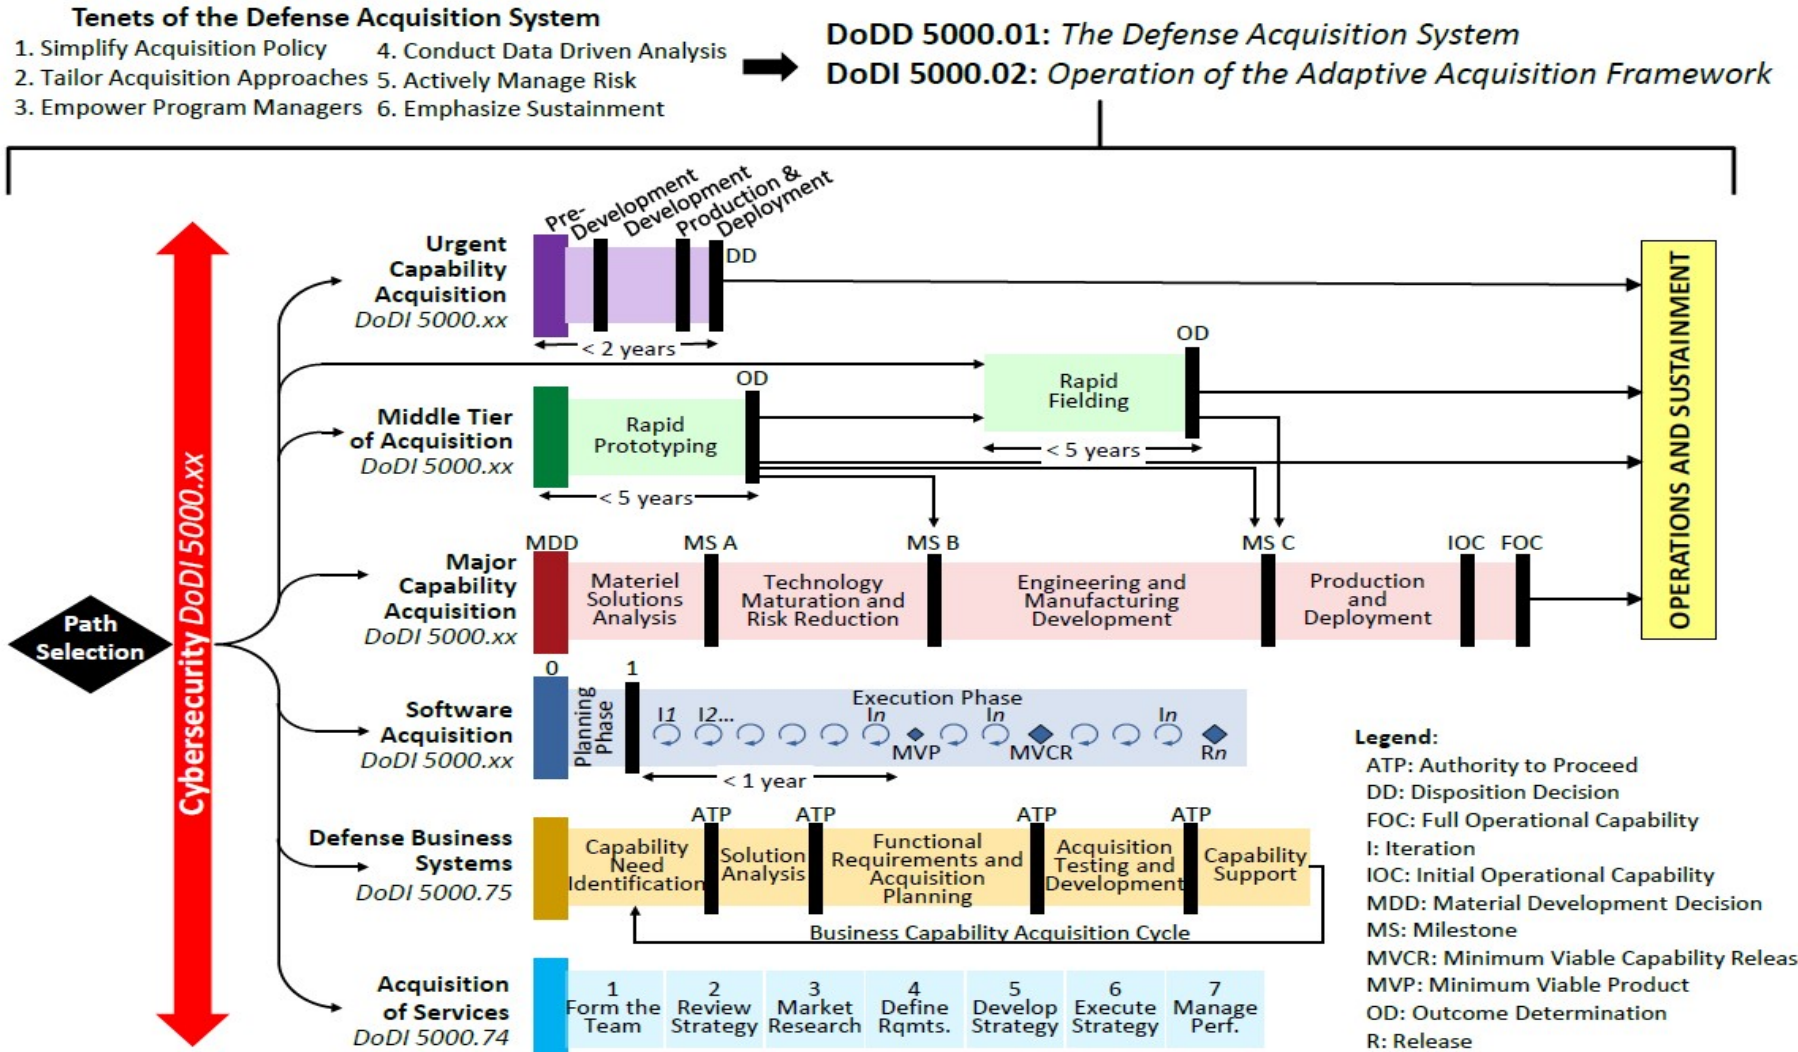 Tenets of the Defense Acquisition System
1. Simplify Acquisition Policy
2. Tailor Acquisition Approaches
3. Empower Program Managers
4. Conduct Data Driven Analysis
5. Actively Manage Risk
6. Emphasize Sustainment
DoDD 5000.01: The Defense Acquisition System
DoDI 5000.02: Operation of the Adaptive Acquisition Framework
Path
Selection
Cybersecurity DoDI 5000.xx
Urgent
Capability
Acquisition
DoDI 5000.xx
Pre-
Development
Development
Production &
Deployment
DD
< 2 years
Middle Tier
of Acquisition
DoDI 5000.xx
Rapid
Prototyping
OD
< 5 years
Rapid
Fielding
OD
< 5 years
OPERATIONS AND SUSTAINMENT
Major
Capability
Acquisition
DoDI 5000.xx
MDD
MS A
MS B
MS C
IOC
FOC
Materiel
Solutions
Analysis
Technology
Maturation and
Risk Reduction
Engineering and
Manufacturing
Development
Production
and
Deployment
Software
Acquisition
DoDI 5000.xx
0
1
Planning
Phase
Execution Phase
I1
I2...
In
In
In
MVP
MVCR
Rn
< 1 year
Defense Business
Systems
DoDI 5000.75
ATP
ATP
ATP
ATP
Capability
Need
Identification
Solution
Analysis
Functional
Requirements and
Acquisition
Planning
Acquisition
Testing and
Development
Capability
Support
Business Capability Acquisition Cycle
Acquisition
of Services
DoDI 5000.74
1
Form the
Team
2
Review
Strategy
3
Market
Research
4
Define
Rqmts.
5
Develop
Strategy
6
Execute
Strategy
7
Manage
Perf.
Legend:
ATP: Authority to Proceed
DD: Disposition Decision
FOC: Full Operational Capability
I: Iteration
IOC: Initial Operational Capability
MDD: Material Development Decision
MS: Milestone
MVCR: Minimum Viable Capability Releas
MVP: Minimum Viable Product
OD: Outcome Determination
R: Release